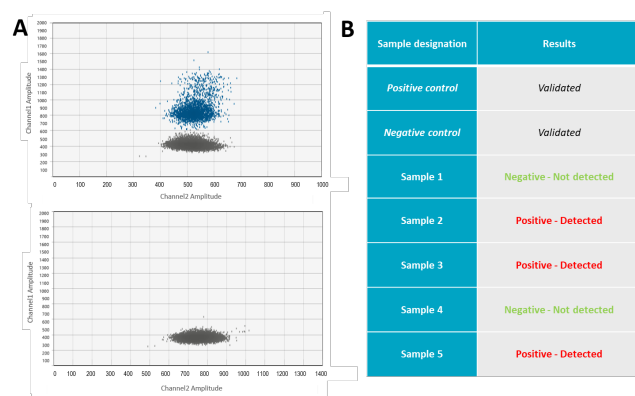 A
2000
1900
1800
1700
1600
1500
1400
1300
1200
1100
1000
900
800
700
600
500
400
300
200
100
Channel1 Amplitude
0 100 200 300 400 500 600 700 800 900 1000
Channel2 Amplitude
2000
1900
1800
1700
1600
1500
1400
1300
1200
1100
1000
900
800
700
600
500
400
300
200
100
Channel1 Amplitude
0 100 200 300 400 500 600 700 800 900 1000 1100 1200 1300 1400
Channel2 Amplitude
B
Sample designation Results
Positive control Validated
Negative control Validated
Sample 1 Negative - Not detected
Sample 2 Positive - Detected
Sample 3 Positive - Detected
Sample 4 Negative - Not detected
Sample 5 Positive - Detected